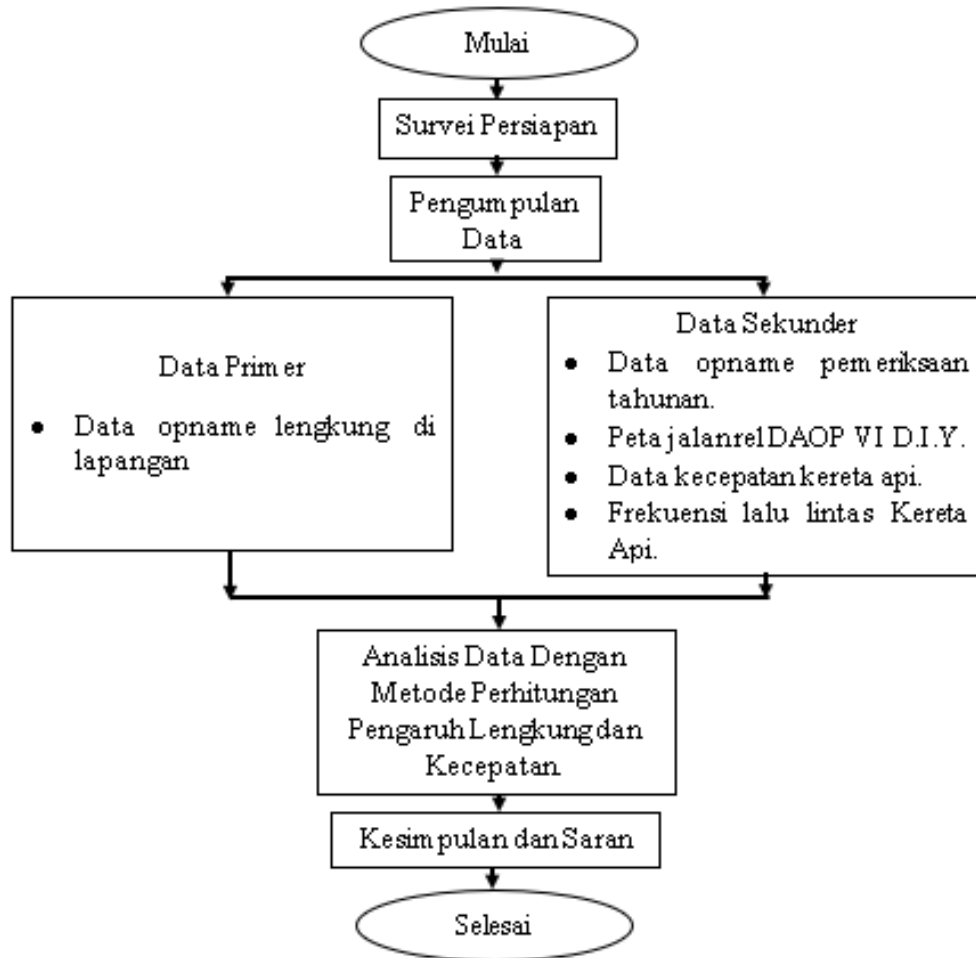 Mulai
Survei Persiapan
Pengumpulan
Data
Data Primer
● Data opname lengkung di
lapangan
Data Sekunder
● Data opname pemeriksaan
tahunan.
● Peta jalanrel DAOP VI D.I.Y.
● Data kecepatan kereta api.
● Frekuensi lalu lintas Kereta
Api.
Analisis Data Dengan
Metode Perhitungan
Pengaruh Lengkung dan
Kecepatan
Kesimpulan dan Saran
Selesai